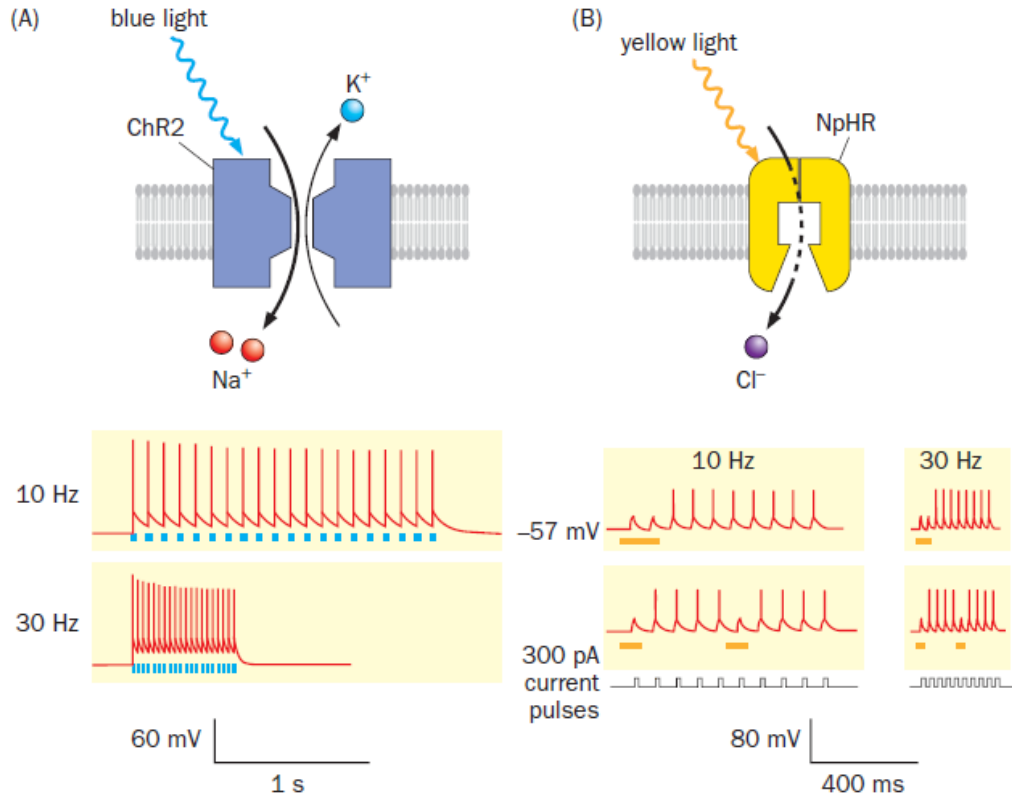 (A)
blue light
K⁺
ChR2
Na⁺
10 Hz
30 Hz
60 mV
1 s
(B)
yellow light
NpHR
Cl⁻
10 Hz
30 Hz
–57 mV
300 pA
current
pulses
80 mV
400 ms